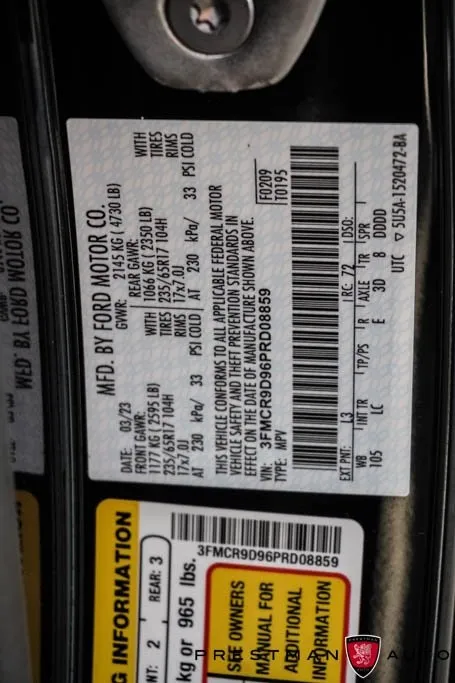 MFD. BY FORD MOTOR CO.
DATE: 03/23 GVWR: 2145 KG ( 4730 LB)
FRONT GAWR: REAR GAWR:
1177 KG ( 2595 LB) WITH 1066 KG ( 2350 LB) WITH
235/65R17 104H TIRES 235/65R17 104H TIRES
17x7.0J RIMS 17x7.0J RIMS
AT 230 kPa/ 33 PSI COLD AT 230 kPa/ 33 PSI COLD
THIS VEHICLE CONFORMS TO ALL APPLICABLE FEDERAL MOTOR
VEHICLE SAFETY AND THEFT PREVENTION STANDARDS IN
EFFECT ON THE DATE OF MANUFACTURE SHOWN ABOVE.
VIN: 3FMCR9D96PRD08859 F0209
TYPE: MPV T0195
EXT PNT: L3 RC: 72 DSO:
WB INT TR TP/PS R AXLE TR SPR
105 LC E 3D 8 DDDD
UTC ▽ 5U5A-1520472-BA
3FMCR9D96PRD08859
G INFORMATION
NT: 2 REAR: 3
kg or 965 lbs.
SEE OWNERS
MANUAL FOR
ADDITIONAL
INFORMATION
PRESTMAN AUTO